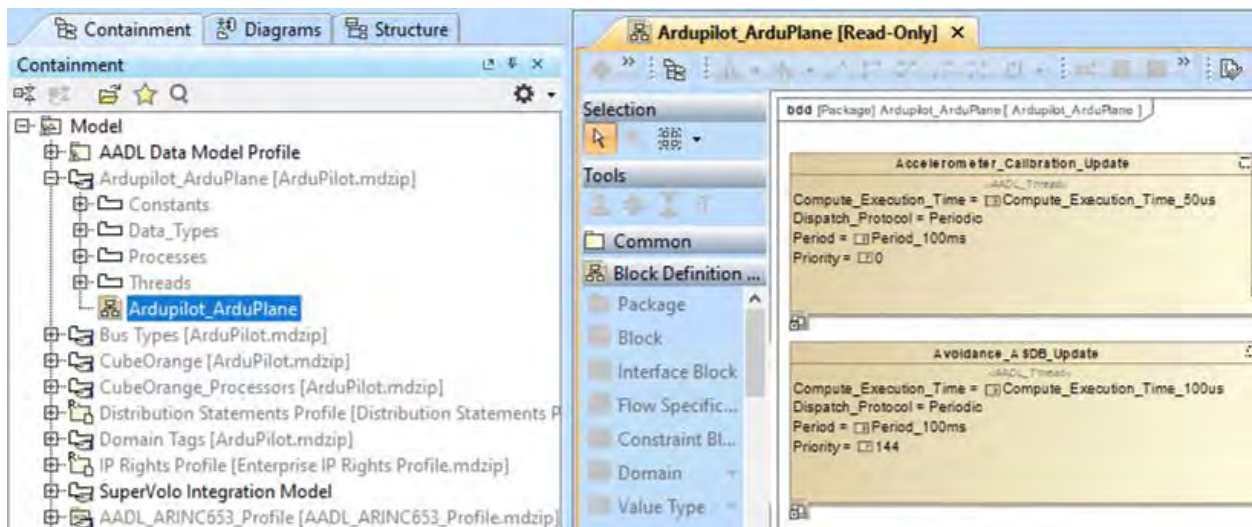 Containment
Diagrams
Structure
Containment
Model
AADL Data Model Profile
Ardupilot_ArduPlane [ArduPilot.mdzip]
Constants
Data_Types
Processes
Threads
Ardupilot_ArduPlane
Bus Types [ArduPilot.mdzip]
CubeOrange [ArduPilot.mdzip]
CubeOrange_Processors [ArduPilot.mdzip]
Distribution Statements Profile [Distribution Statements P
Domain Tags [ArduPilot.mdzip]
IP Rights Profile [Enterprise IP Rights Profile.mdzip]
SuperVolo Integration Model
AADL_ARINC653_Profile [AADL_ARINC653_Profile.mdzip]
Ardupilot_ArduPlane [Read-Only]
Selection
Tools
Common
Block Definition ...
Package
Block
Interface Block
Flow Specific...
Constraint Bl...
Domain
Value Type
bdd [Package] Ardupilot_ArduPlane [ Ardupilot_ArduPlane ]
Accelerometer_Calibration_Update
«AADL_Thread»
Compute_Execution_Time = Compute_Execution_Time_50us
Dispatch_Protocol = Periodic
Period = Period_100ms
Priority = 0
Avoidance_ASDB_Update
«AADL_Thread»
Compute_Execution_Time = Compute_Execution_Time_100us
Dispatch_Protocol = Periodic
Period = Period_100ms
Priority = 144